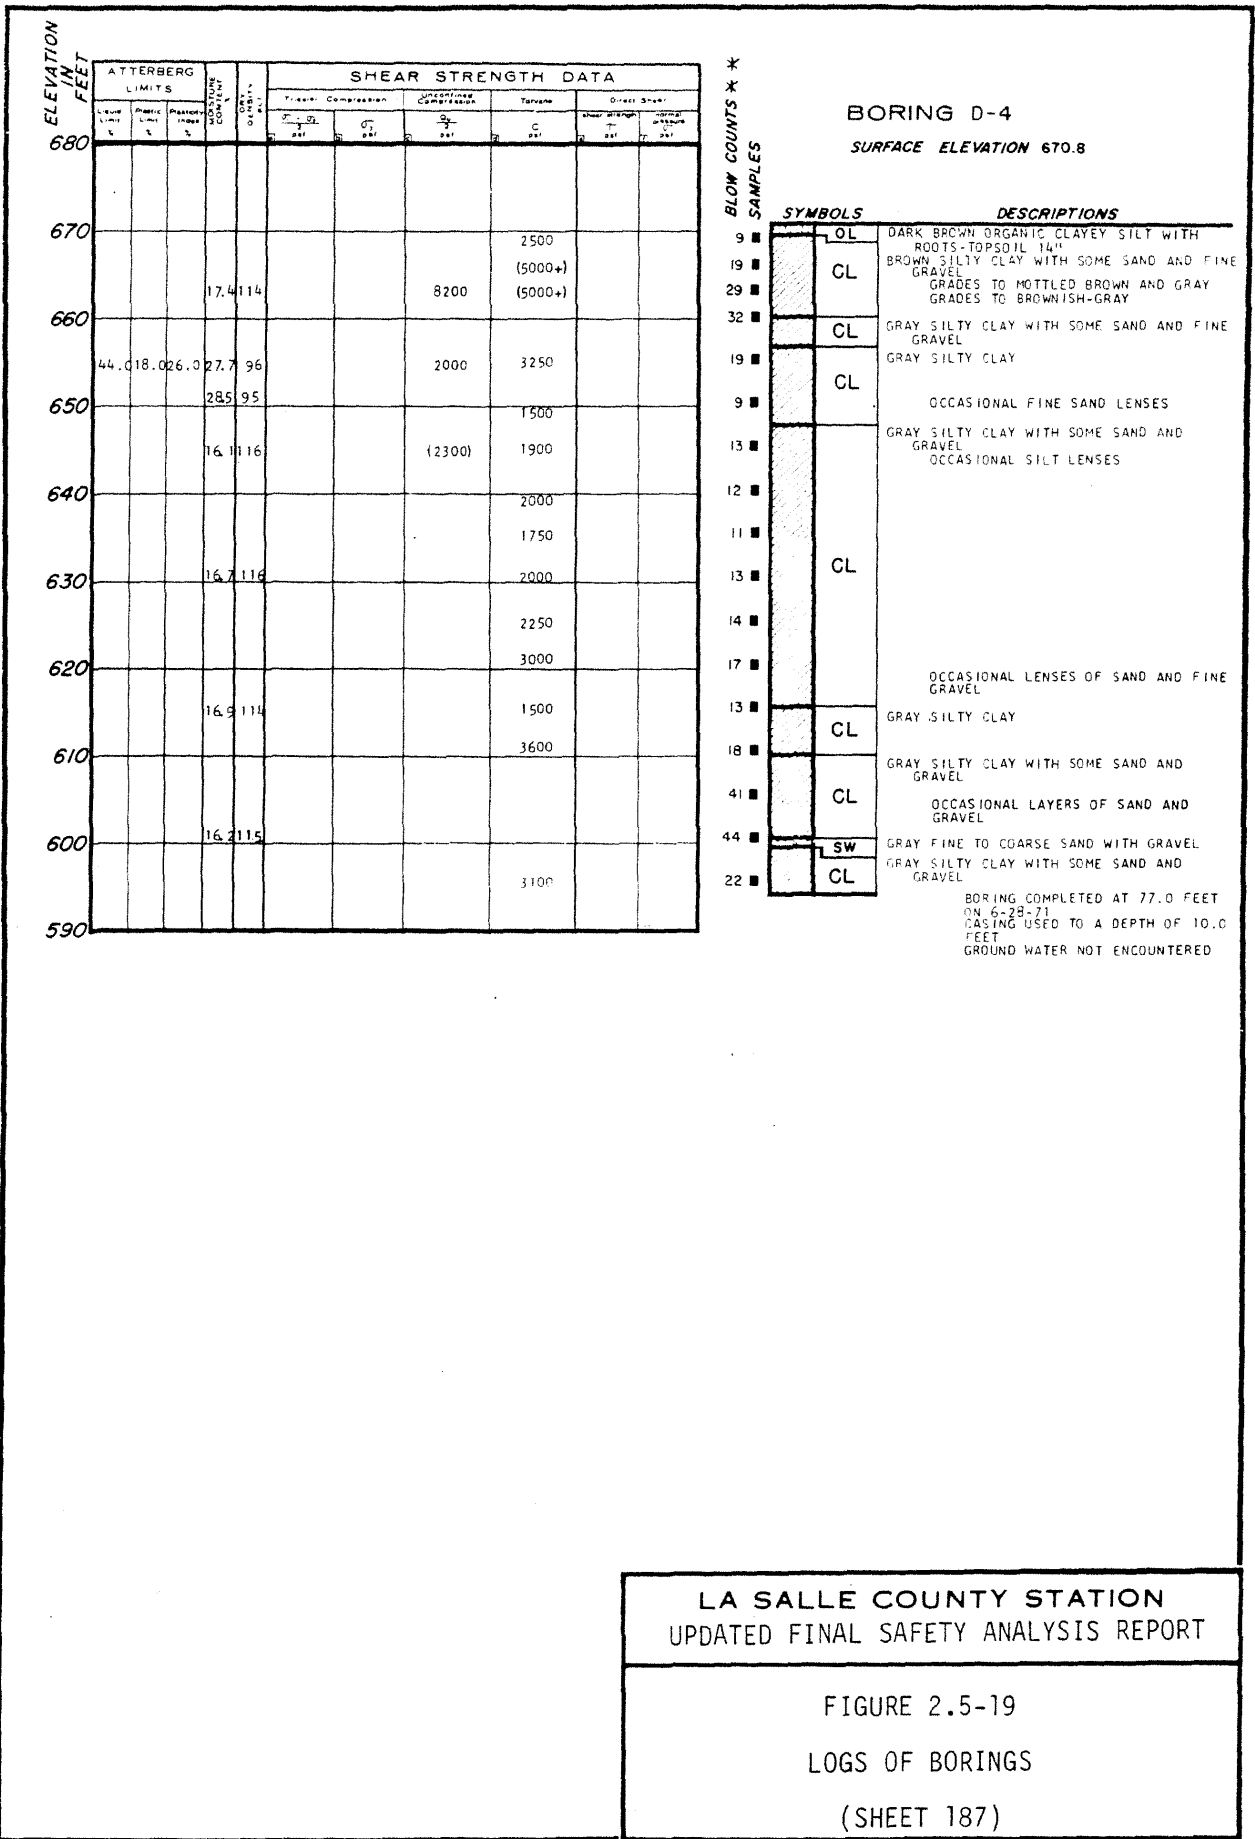 ELEVATION
IN
FEET
ATTERBERG
LIMITS
MOISTURE
CONTENT
%
DRY
DENSITY
SHEAR STRENGTH DATA
Liquid
Limit
%
Plastic
Limit
%
Plasticity
Index
%
Triaxial Compression
Unconfined
Compression
Torvane
Direct Shear
psf
σ3
psf
psf
C
psf
shear strength
T
psf
normal
pressure
psf
BLOW COUNTS **
SAMPLES
BORING D-4
SURFACE ELEVATION 670.8
SYMBOLS DESCRIPTIONS
680
670
660
650
640
630
620
610
600
590
2500
(5000+)
17.4 114 8200 (5000+)
44.0 18.0 26.0 27.7 96 2000 3250
28.5 95
1500
16.1 116 (2300) 1900
2000
1750
16.7 116 2000
2250
3000
16.9 114 1500
3600
16.2 115
3100
9
19
29
32
19
9
13
12
11
13
14
17
13
18
41
44
22
OL DARK BROWN ORGANIC CLAYEY SILT WITH
ROOTS-TOPSOIL 14"
CL BROWN SILTY CLAY WITH SOME SAND AND FINE
GRAVEL
GRADES TO MOTTLED BROWN AND GRAY
GRADES TO BROWNISH-GRAY
CL GRAY SILTY CLAY WITH SOME SAND AND FINE
GRAVEL
CL GRAY SILTY CLAY
OCCASIONAL FINE SAND LENSES
CL GRAY SILTY CLAY WITH SOME SAND AND
GRAVEL
OCCASIONAL SILT LENSES
OCCASIONAL LENSES OF SAND AND FINE
GRAVEL
CL GRAY SILTY CLAY
CL GRAY SILTY CLAY WITH SOME SAND AND
GRAVEL
OCCASIONAL LAYERS OF SAND AND
GRAVEL
SW GRAY FINE TO COARSE SAND WITH GRAVEL
CL GRAY SILTY CLAY WITH SOME SAND AND
GRAVEL
BORING COMPLETED AT 77.0 FEET
ON 6-28-71
CASING USED TO A DEPTH OF 10.0
FEET
GROUND WATER NOT ENCOUNTERED
LA SALLE COUNTY STATION
UPDATED FINAL SAFETY ANALYSIS REPORT
FIGURE 2.5-19
LOGS OF BORINGS
(SHEET 187)